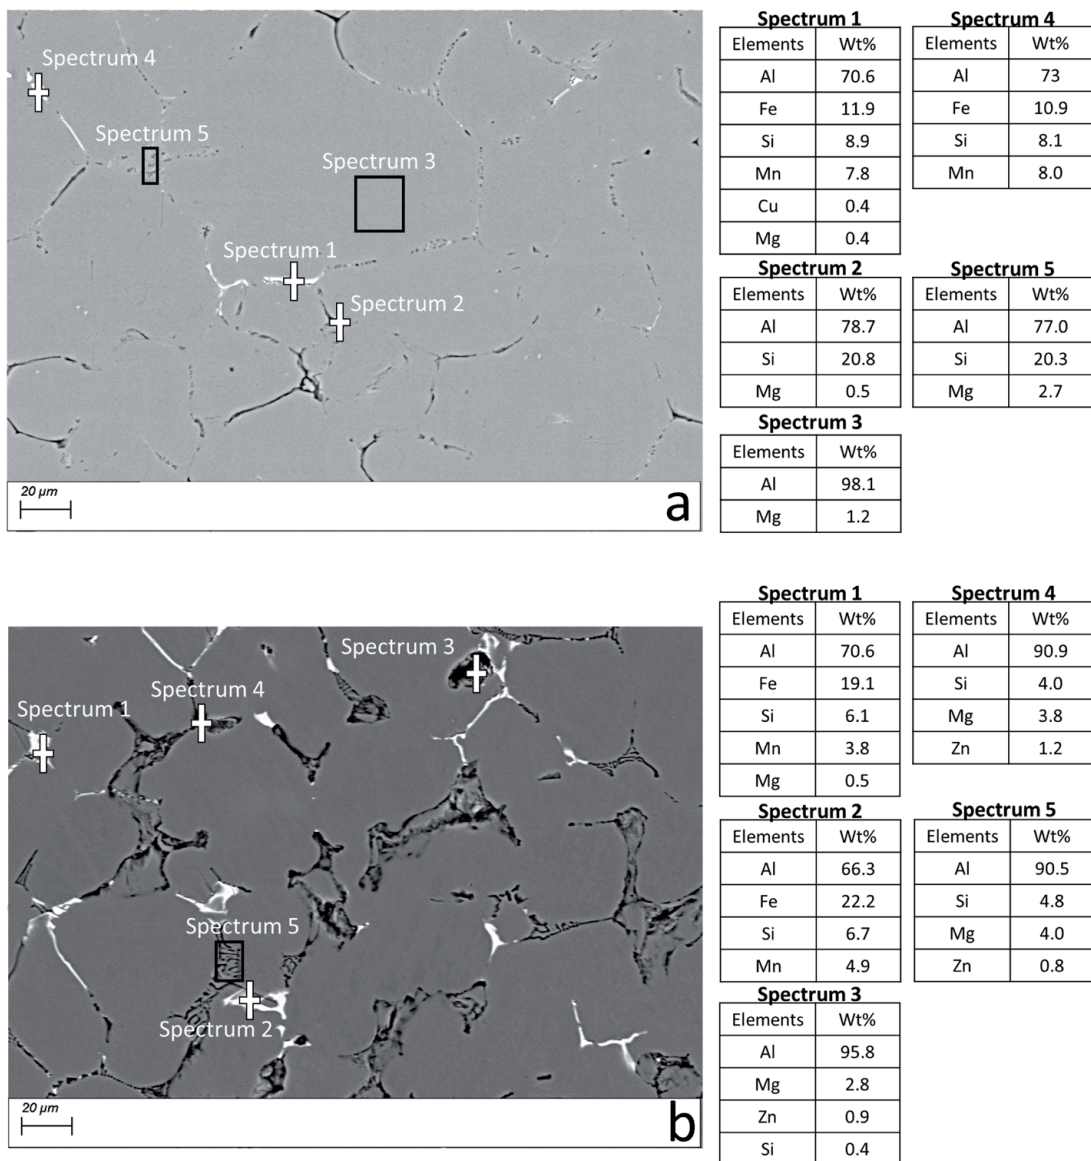 Spectrum 4
Spectrum 5
Spectrum 3
Spectrum 1
Spectrum 2
20 µm
a
Spectrum 1
Elements Wt%
Al 70.6
Fe 11.9
Si 8.9
Mn 7.8
Cu 0.4
Mg 0.4
Spectrum 4
Elements Wt%
Al 73
Fe 10.9
Si 8.1
Mn 8.0
Spectrum 2
Elements Wt%
Al 78.7
Si 20.8
Mg 0.5
Spectrum 5
Elements Wt%
Al 77.0
Si 20.3
Mg 2.7
Spectrum 3
Elements Wt%
Al 98.1
Mg 1.2
Spectrum 3
Spectrum 4
Spectrum 1
Spectrum 5
Spectrum 2
20 µm
b
Spectrum 1
Elements Wt%
Al 70.6
Fe 19.1
Si 6.1
Mn 3.8
Mg 0.5
Spectrum 4
Elements Wt%
Al 90.9
Si 4.0
Mg 3.8
Zn 1.2
Spectrum 2
Elements Wt%
Al 66.3
Fe 22.2
Si 6.7
Mn 4.9
Spectrum 5
Elements Wt%
Al 90.5
Si 4.8
Mg 4.0
Zn 0.8
Spectrum 3
Elements Wt%
Al 95.8
Mg 2.8
Zn 0.9
Si 0.4